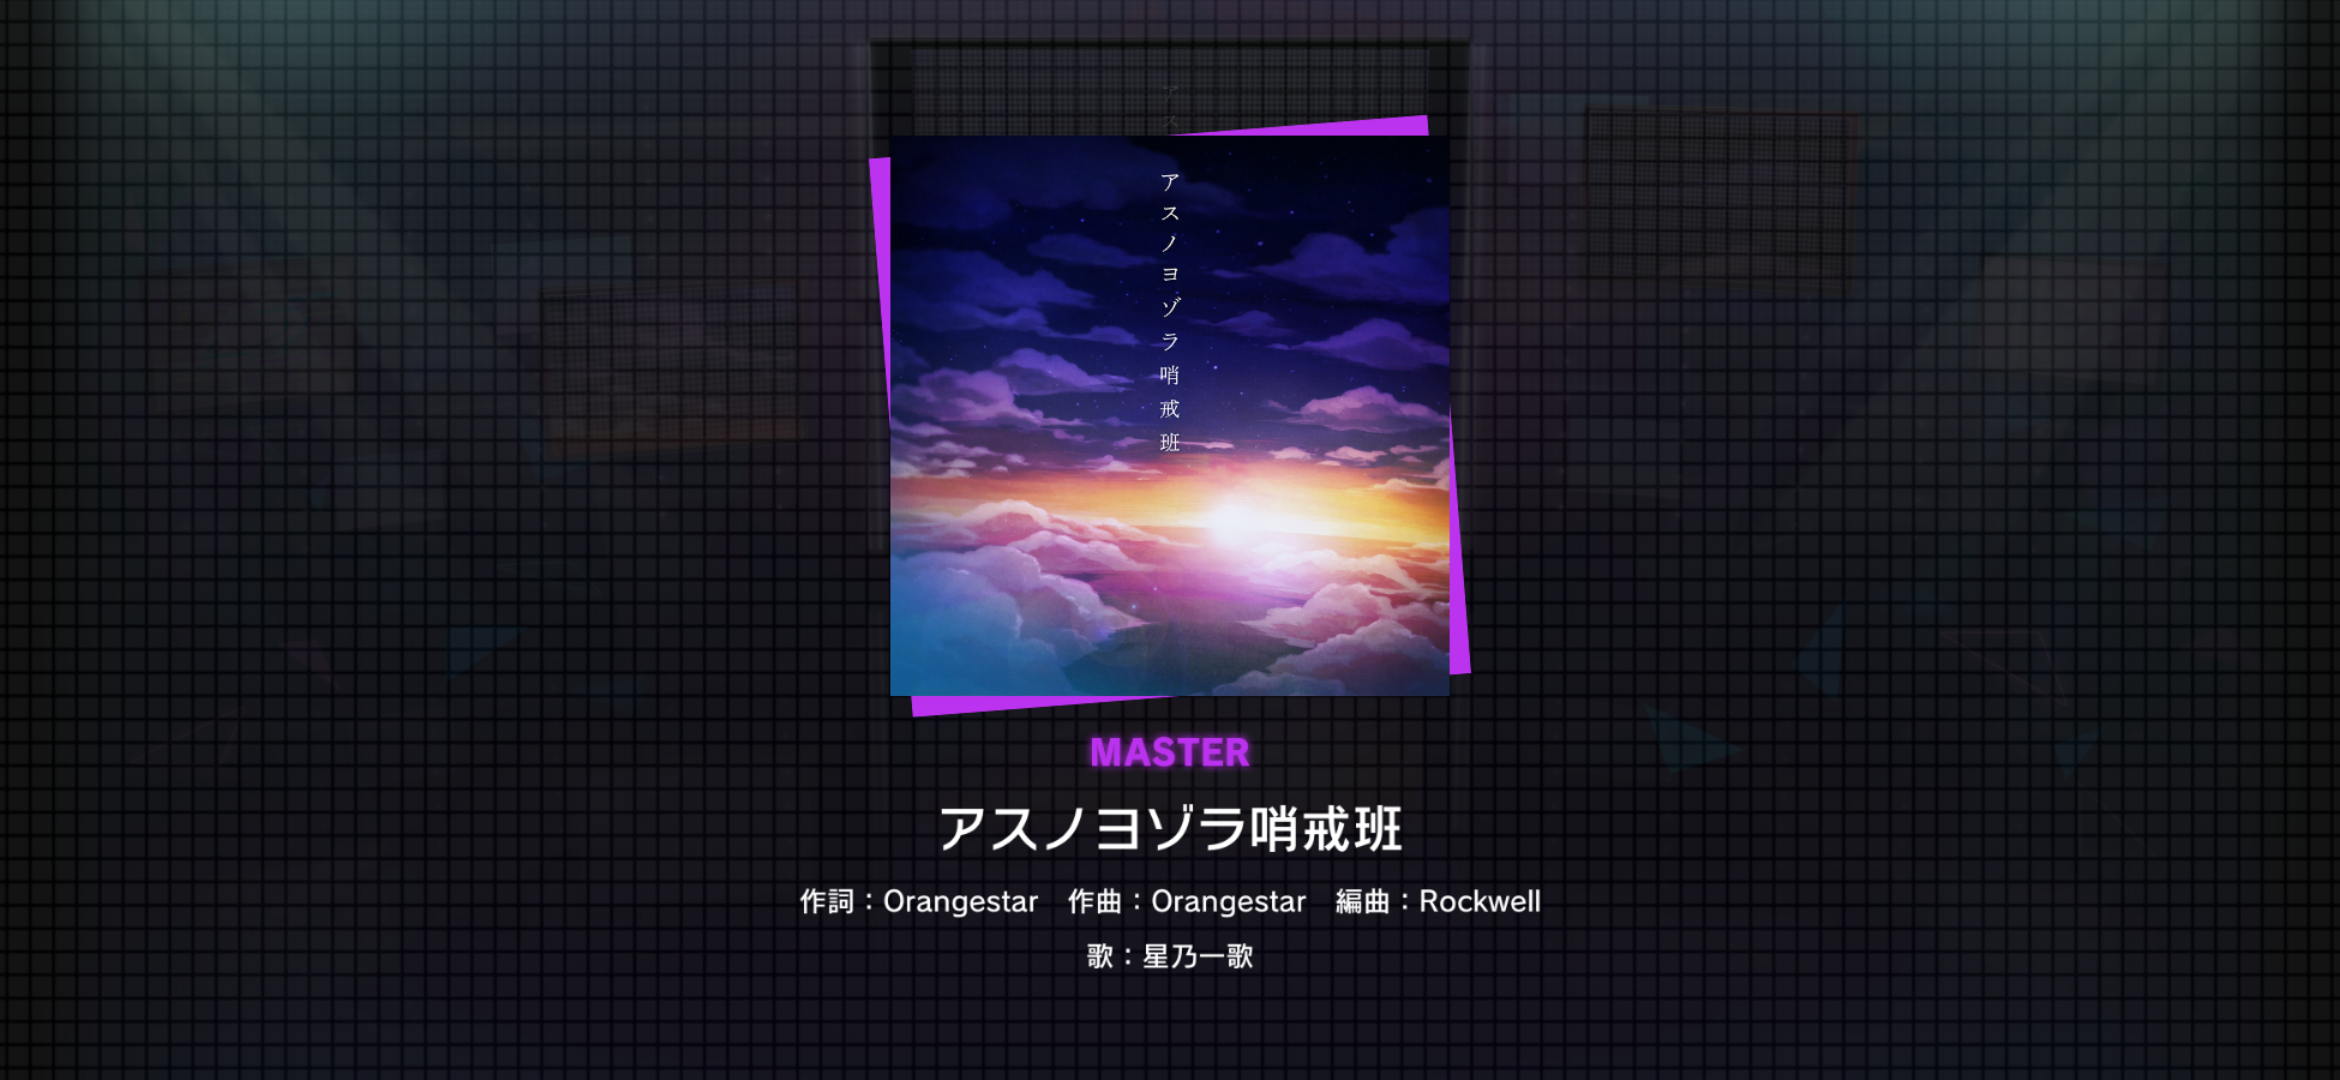 アスノヨゾラ哨戒班
MASTER
アスノヨゾラ哨戒班
作詞：Orangestar　作曲：Orangestar　編曲：Rockwell
歌：星乃一歌